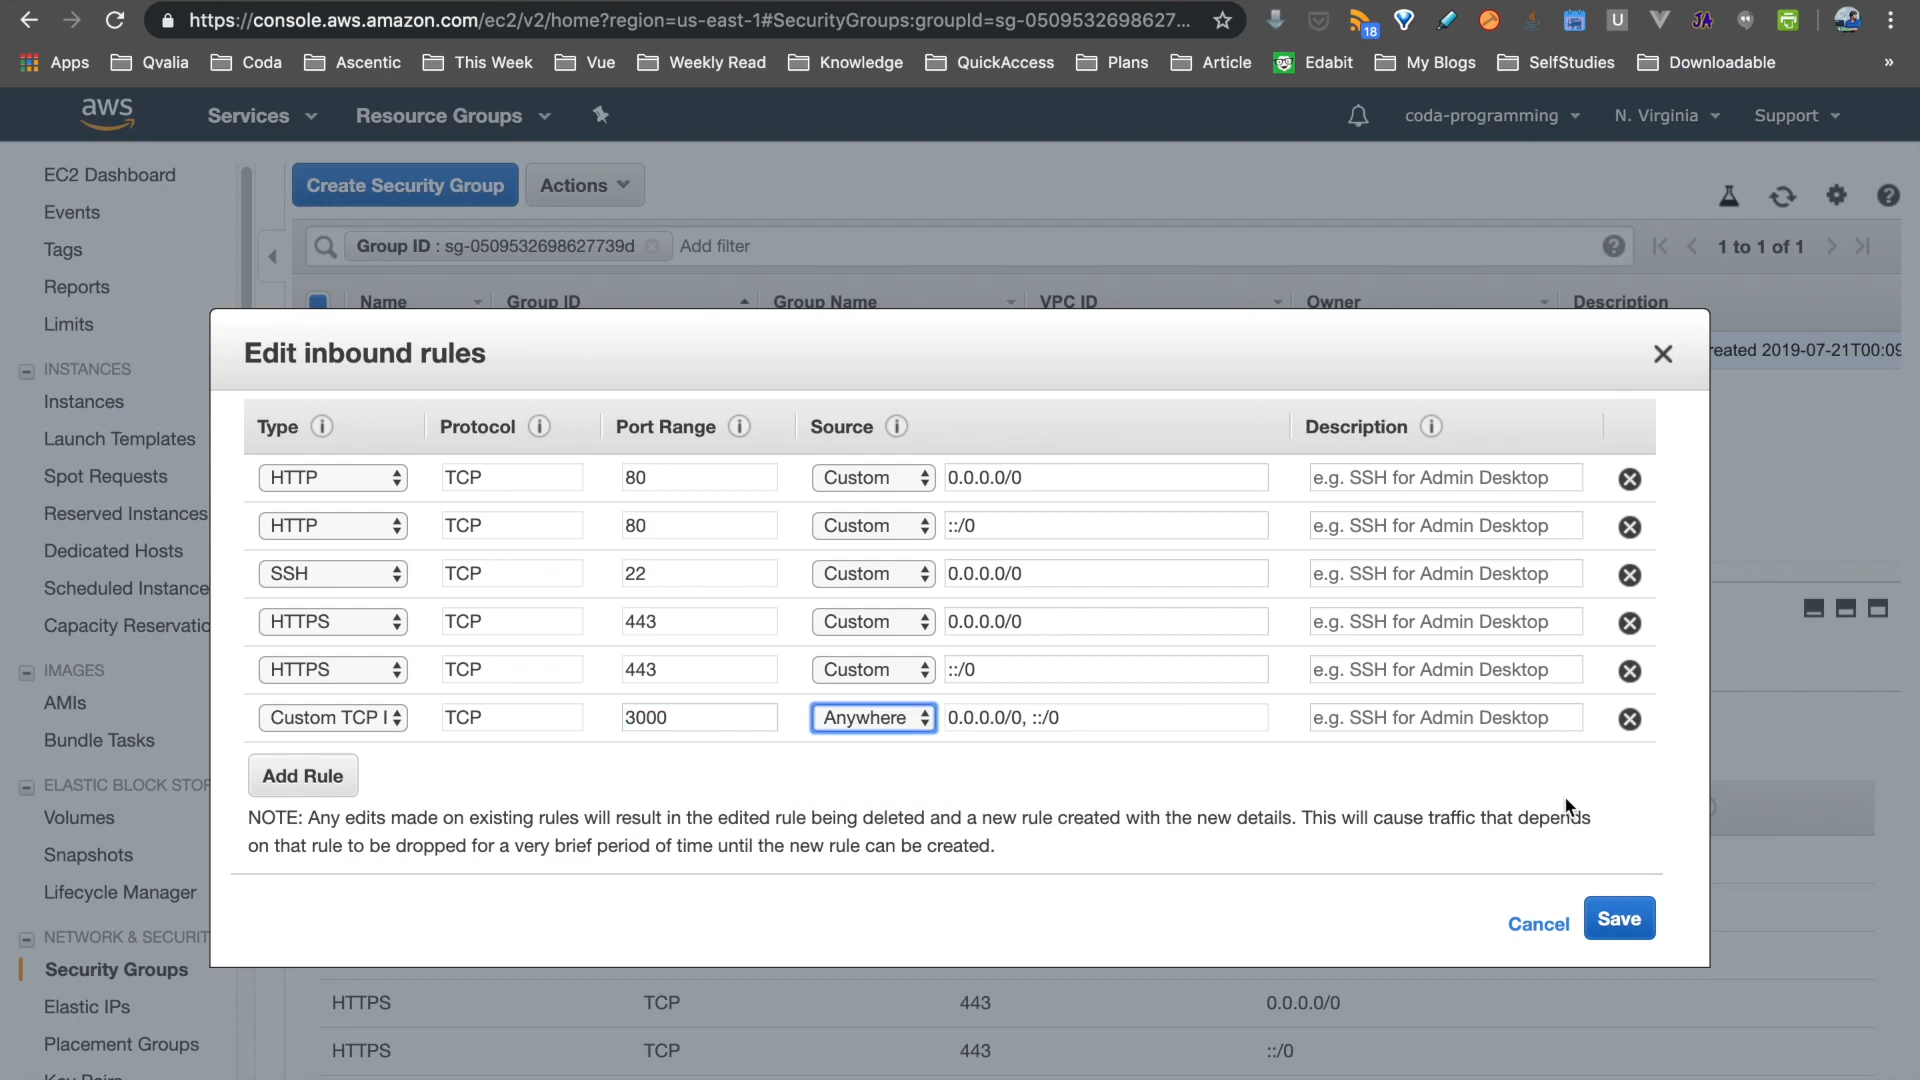 https://console.aws.amazon.com/ec2/v2/home?region=us-east-1#SecurityGroups:groupId=sg-0509532698627...
18
U
JA
Apps Qvalia Coda Ascentic This Week Vue Weekly Read Knowledge QuickAccess Plans Article Edabit My Blogs SelfStudies Downloadable »
aws Services Resource Groups coda-programming N. Virginia Support
EC2 Dashboard
Events
Tags
Reports
Limits
INSTANCES
Instances
Launch Templates
Spot Requests
Reserved Instances
Dedicated Hosts
Scheduled Instance
Capacity Reservatio
IMAGES
AMIs
Bundle Tasks
ELASTIC BLOCK STOR
Volumes
Snapshots
Lifecycle Manager
NETWORK & SECURIT
Security Groups
Elastic IPs
Placement Groups
Key Pairs
Create Security Group Actions
Group ID : sg-0509532698627739d Add filter 1 to 1 of 1
Name Group ID Group Name VPC ID Owner Description
reated 2019-07-21T00:09
Edit inbound rules
Type Protocol Port Range Source Description
HTTP TCP 80 Custom 0.0.0.0/0 e.g. SSH for Admin Desktop
HTTP TCP 80 Custom ::/0 e.g. SSH for Admin Desktop
SSH TCP 22 Custom 0.0.0.0/0 e.g. SSH for Admin Desktop
HTTPS TCP 443 Custom 0.0.0.0/0 e.g. SSH for Admin Desktop
HTTPS TCP 443 Custom ::/0 e.g. SSH for Admin Desktop
Custom TCP I TCP 3000 Anywhere 0.0.0.0/0, ::/0 e.g. SSH for Admin Desktop
Add Rule
NOTE: Any edits made on existing rules will result in the edited rule being deleted and a new rule created with the new details. This will cause traffic that depends
on that rule to be dropped for a very brief period of time until the new rule can be created.
Cancel Save
HTTPS TCP 443 0.0.0.0/0
HTTPS TCP 443 ::/0